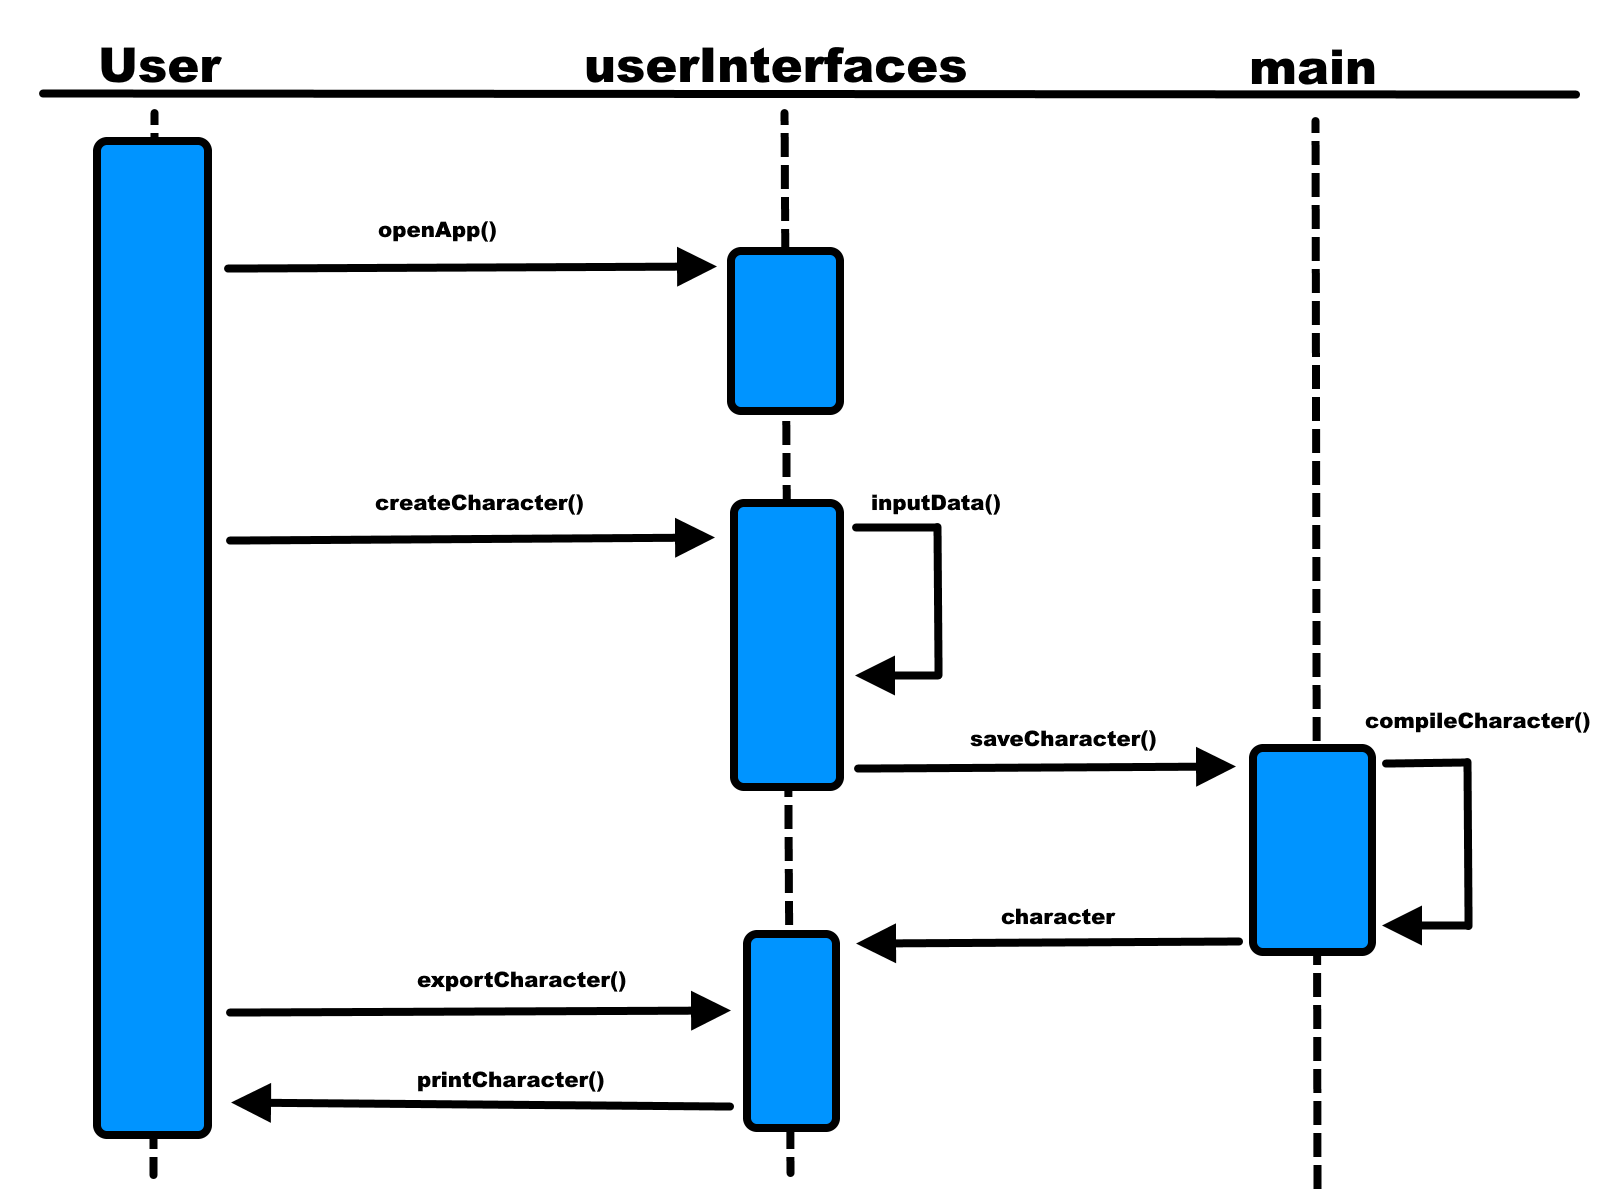 User
userInterfaces
main
openApp()
createCharacter()
inputData()
compileCharacter()
saveCharacter()
character
exportCharacter()
printCharacter()